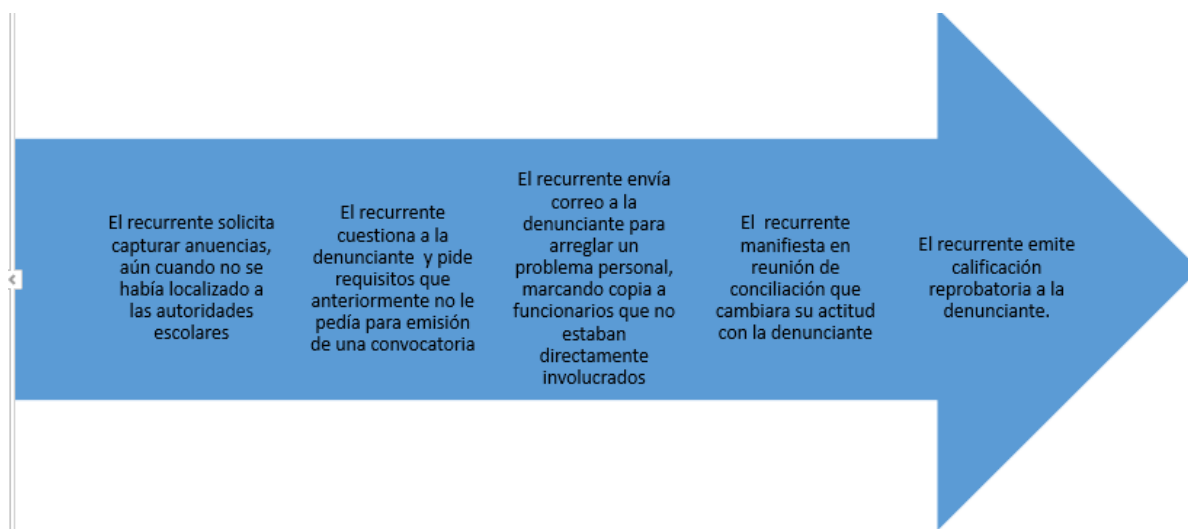 El recurrente solicita
capturar anuencias,
aún cuando no se
había localizado a
las autoridades
escolares
El recurrente
cuestiona a la
denunciante  y pide
requisitos que
anteriormente no le
pedía para emisión
de una convocatoria
El recurrente envía
correo a la
denunciante para
arreglar un
problema personal,
marcando copia a
funcionarios que no
estaban
directamente
involucrados
El  recurrente
manifiesta en
reunión de
conciliación que
cambiara su actitud
con la denunciante
El recurrente emite
calificación
reprobatoria a la
denunciante.